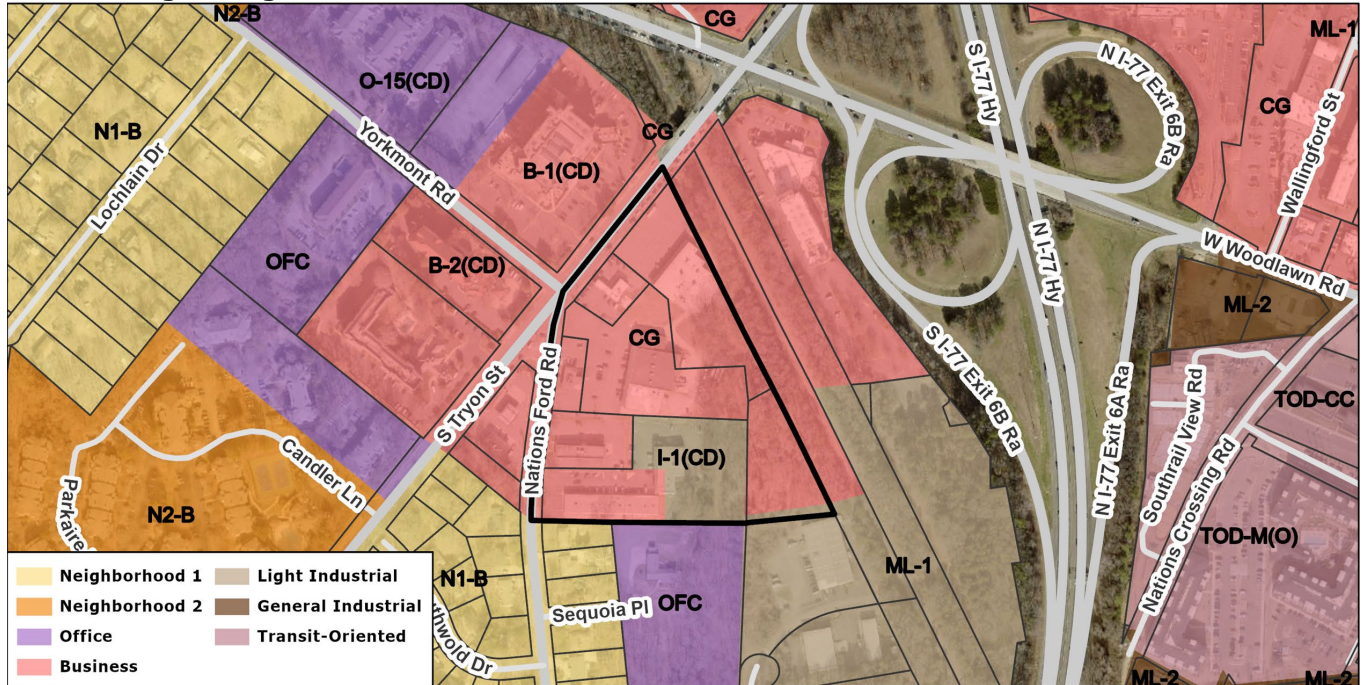 N2-B
CG
ML-1
O-15(CD)
S I-77 Hy
N I-77 Exit 6B Ra
CG
N1-B
Lochlain Dr
Yorkmont Rd
CG
B-1(CD)
Wallingford St
N I-77 Hy
W Woodlawn Rd
OFC
B-2(CD)
ML-2
CG
Nations Ford Rd
S I-77 Exit 6B Ra
N I-77 Exit 6A Ra
Southrail View Rd
TOD-CC
S Tryon St
Nations Crossing Rd
Candler Ln
I-1(CD)
Parkaire
N2-B
TOD-M(O)
N1-B
ML-1
OFC
Sequoia Pl
thwold Dr
ML-2
ML-2
Neighborhood 1
Neighborhood 2
Office
Business
Light Industrial
General Industrial
Transit-Oriented